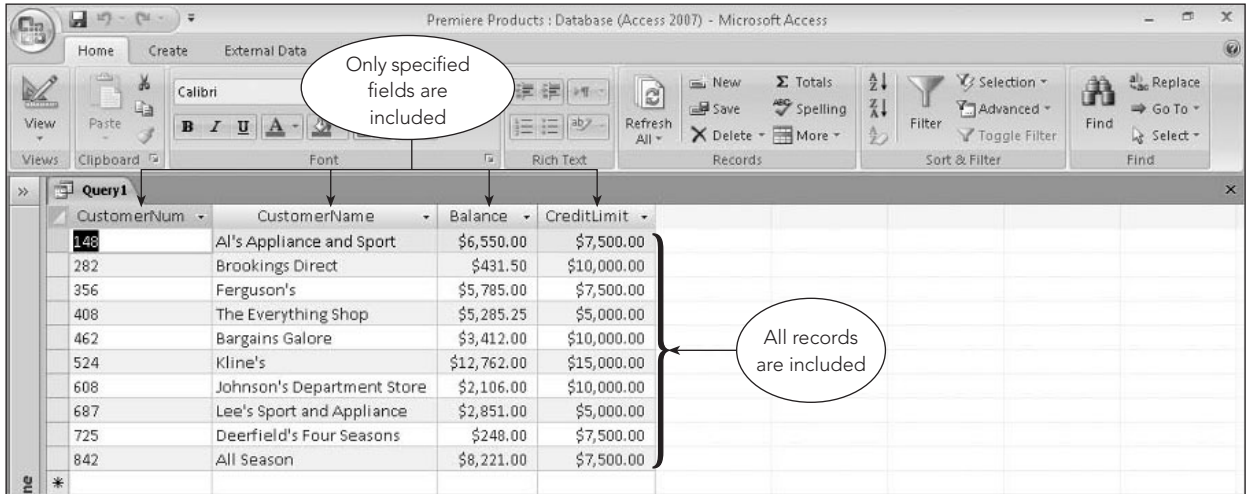 Premiere Products : Database (Access 2007) - Microsoft Access
Home Create External Data
View
Views
Paste
Clipboard
Calibri
B I U A
Font
Rich Text
Refresh All
New
Save
Delete
Σ Totals
Spelling
More
Records
Filter
Selection
Advanced
Toggle Filter
Sort & Filter
Find
Replace
Go To
Select
Find
Only specified
fields are
included
Query1
CustomerNum CustomerName Balance CreditLimit
148 Al's Appliance and Sport $6,550.00 $7,500.00
282 Brookings Direct $431.50 $10,000.00
356 Ferguson's $5,785.00 $7,500.00
408 The Everything Shop $5,285.25 $5,000.00
462 Bargains Galore $3,412.00 $10,000.00
524 Kline's $12,762.00 $15,000.00
608 Johnson's Department Store $2,106.00 $10,000.00
687 Lee's Sport and Appliance $2,851.00 $5,000.00
725 Deerfield's Four Seasons $248.00 $7,500.00
842 All Season $8,221.00 $7,500.00
All records
are included